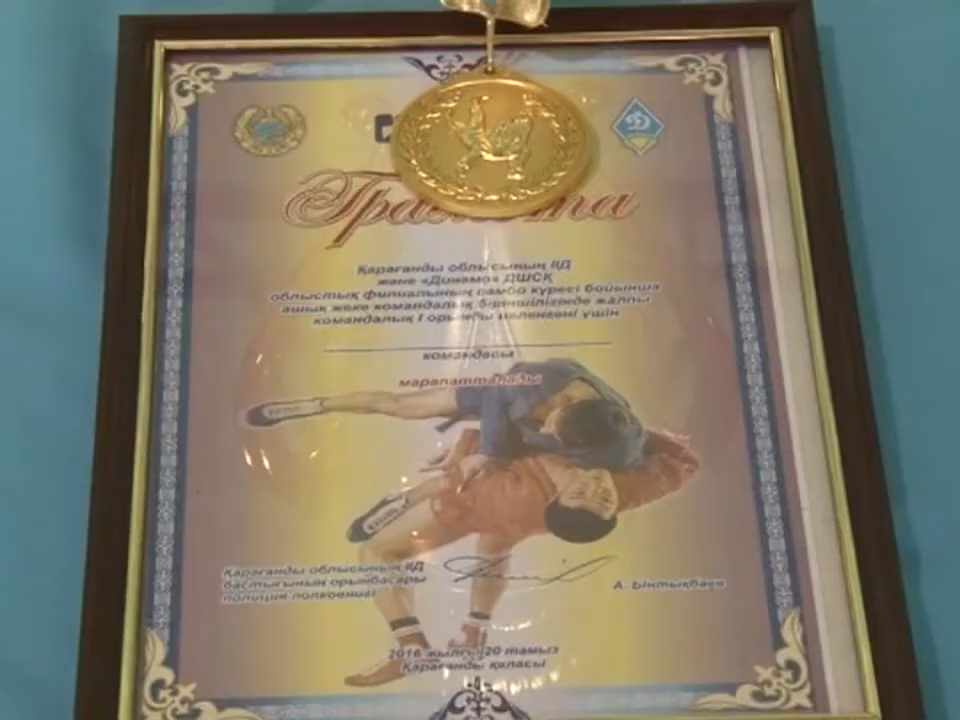 Грамота
Қарағанды облысының ІІД
және «Динамо» ДШСҚ
облыстық филиалының самбо күресі бойынша
ашық жеке командалық біріншілігінде жалпы
командалық І орынды иеленгені үшін
командасы
марапатталады
Қарағанды облысының ІІД
бастығының орынбасары
полиция полковнигі
А. Ынтықбаев
2016 жылғы 20 тамыз
Қарағанды қаласы